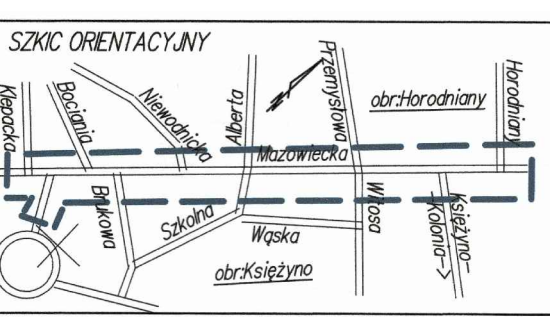 SZKIC ORIENTACYJNY
Klepacka
Bociania
Niewodnicka
Alberta
Przemysłowa
obr:Horodniany
Horodniany
Mazowiecka
Brukowa
Szkolna
Wąska
Witosa
Księżyno-
-kolonia->
obr:Księżyno
N